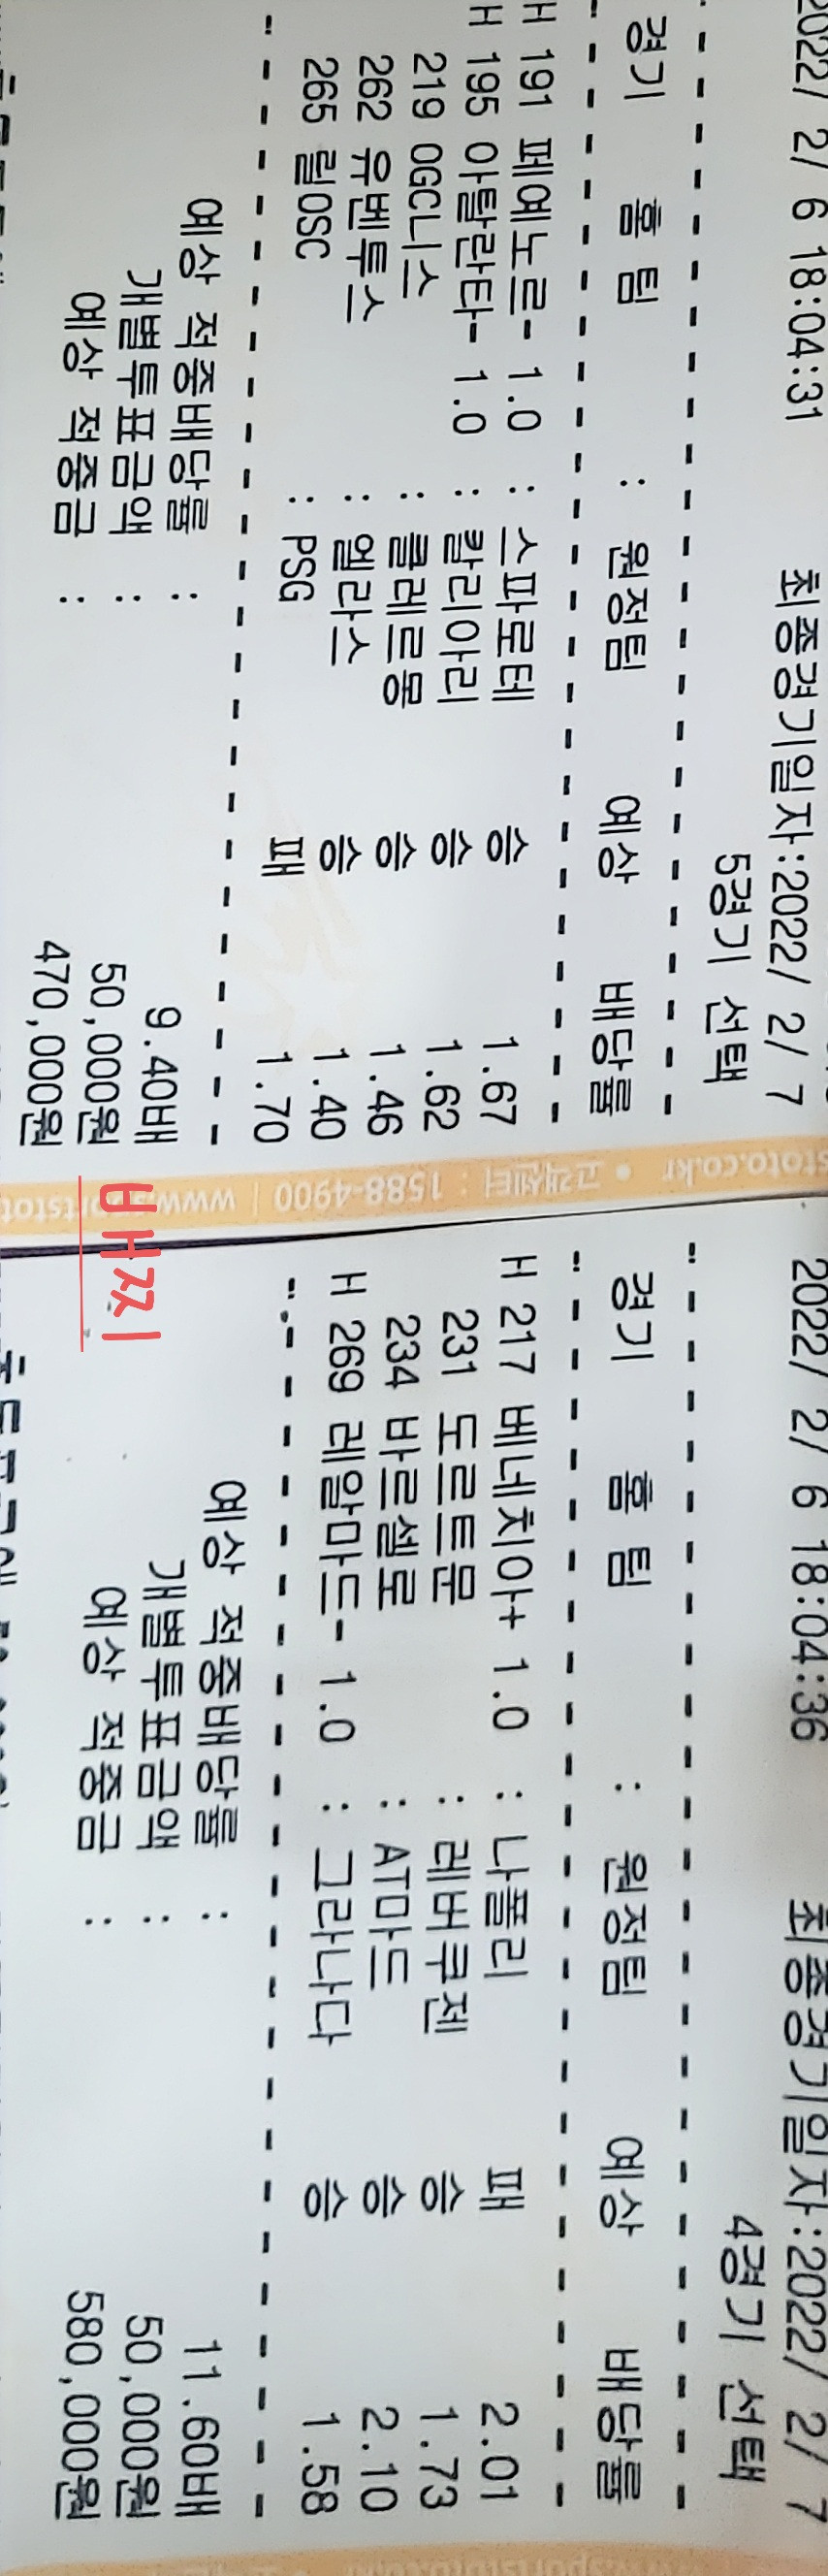 2022/ 2/ 6 18:04:31
최종경기일자:2022/ 2/ 7
5경기 선택
경기 홈 팀 : 원정팀 예상 배당률
H 191 페예노르- 1.0 : 스파로테 승 1.67
H 195 아탈란타- 1.0 : 칼리아리 승 1.62
219 OGC니스 : 클레르몽 승 1.46
262 유벤투스 : 엘라스 승 1.40
265 릴OSC : PSG 패 1.70
예상 적중배당률 : 9.40배
개별투표금액 : 50,000원
예상 적중금 : 470,000원
stoto.co.kr • 고객센터 : 1588-4900 | www.sportstot
배찌
2022/ 2/ 6 18:04:36
최종경기일자:2022/ 2/ 7
4경기 선택
경기 홈 팀 : 원정팀 예상 배당률
H 217 베네치아+ 1.0 : 나폴리 패 2.01
231 도르트문 : 레버쿠젠 승 1.73
234 바르셀로 : AT마드 승 2.10
H 269 레알마드- 1.0 : 그라나다 승 1.58
예상 적중배당률 : 11.60배
개별투표금액 : 50,000원
예상 적중금 : 580,000원